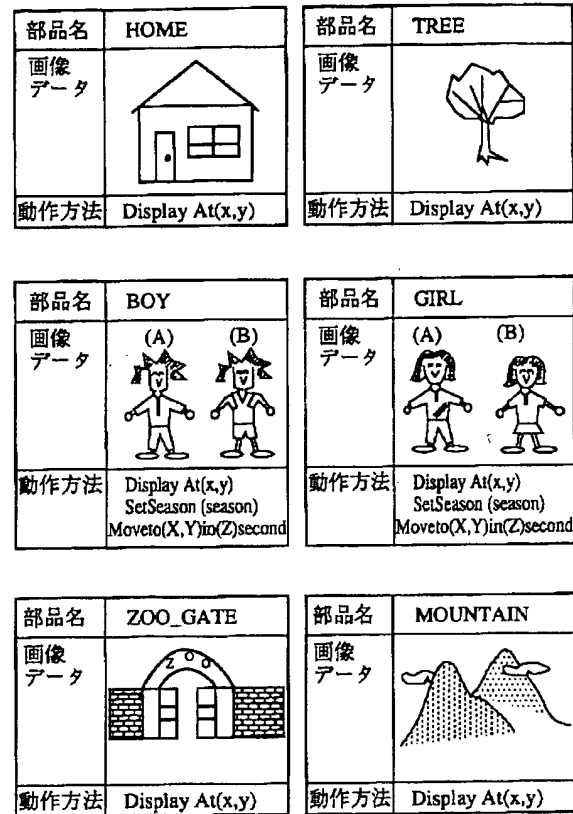 部品名 HOME
画像
データ
動作方法 Display At(x,y)
部品名 TREE
画像
データ
動作方法 Display At(x,y)
部品名 BOY
画像 (A) (B)
データ
動作方法 Display At(x,y)
SetSeason (season)
Moveto(X,Y)in(Z)second
部品名 GIRL
画像 (A) (B)
データ
動作方法 Display At(x,y)
SetSeason (season)
Moveto(X,Y)in(Z)second
部品名 ZOO_GATE
画像 ZOO
データ
動作方法 Display At(x,y)
部品名 MOUNTAIN
画像
データ
動作方法 Display At(x,y)